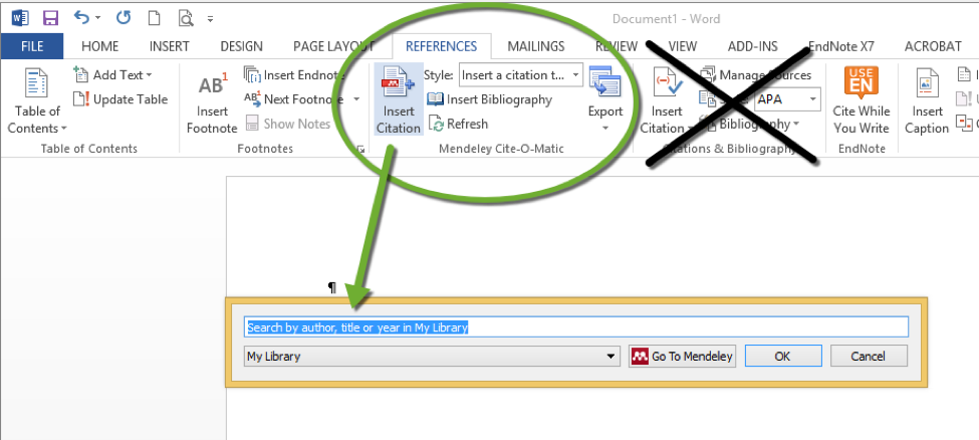 Document1 - Word
FILE HOME INSERT DESIGN PAGE LAYOUT REFERENCES MAILINGS REVIEW VIEW ADD-INS EndNote X7 ACROBAT
Table of Contents
Add Text
Update Table
Table of Contents
AB1
Insert Footnote
Insert Endnote
Next Footnote
Show Notes
Footnotes
Insert Citation
Style: Insert a citation t...
Insert Bibliography
Refresh
Export
Mendeley Cite-O-Matic
Insert Citation
Manage Sources
APA
Bibliography
Citations & Bibliography
USE EN
Cite While You Write
EndNote
Insert Caption
¶
Search by author, title or year in My Library
My Library
Go To Mendeley
OK
Cancel